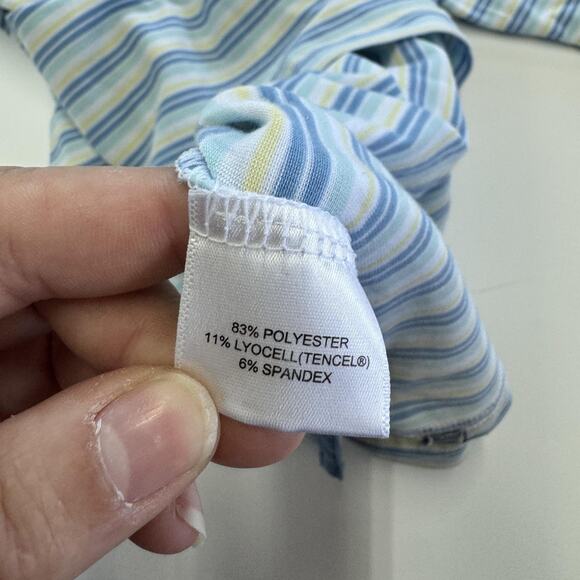 83% POLYESTER
11% LYOCELL(TENCEL®)
6% SPANDEX